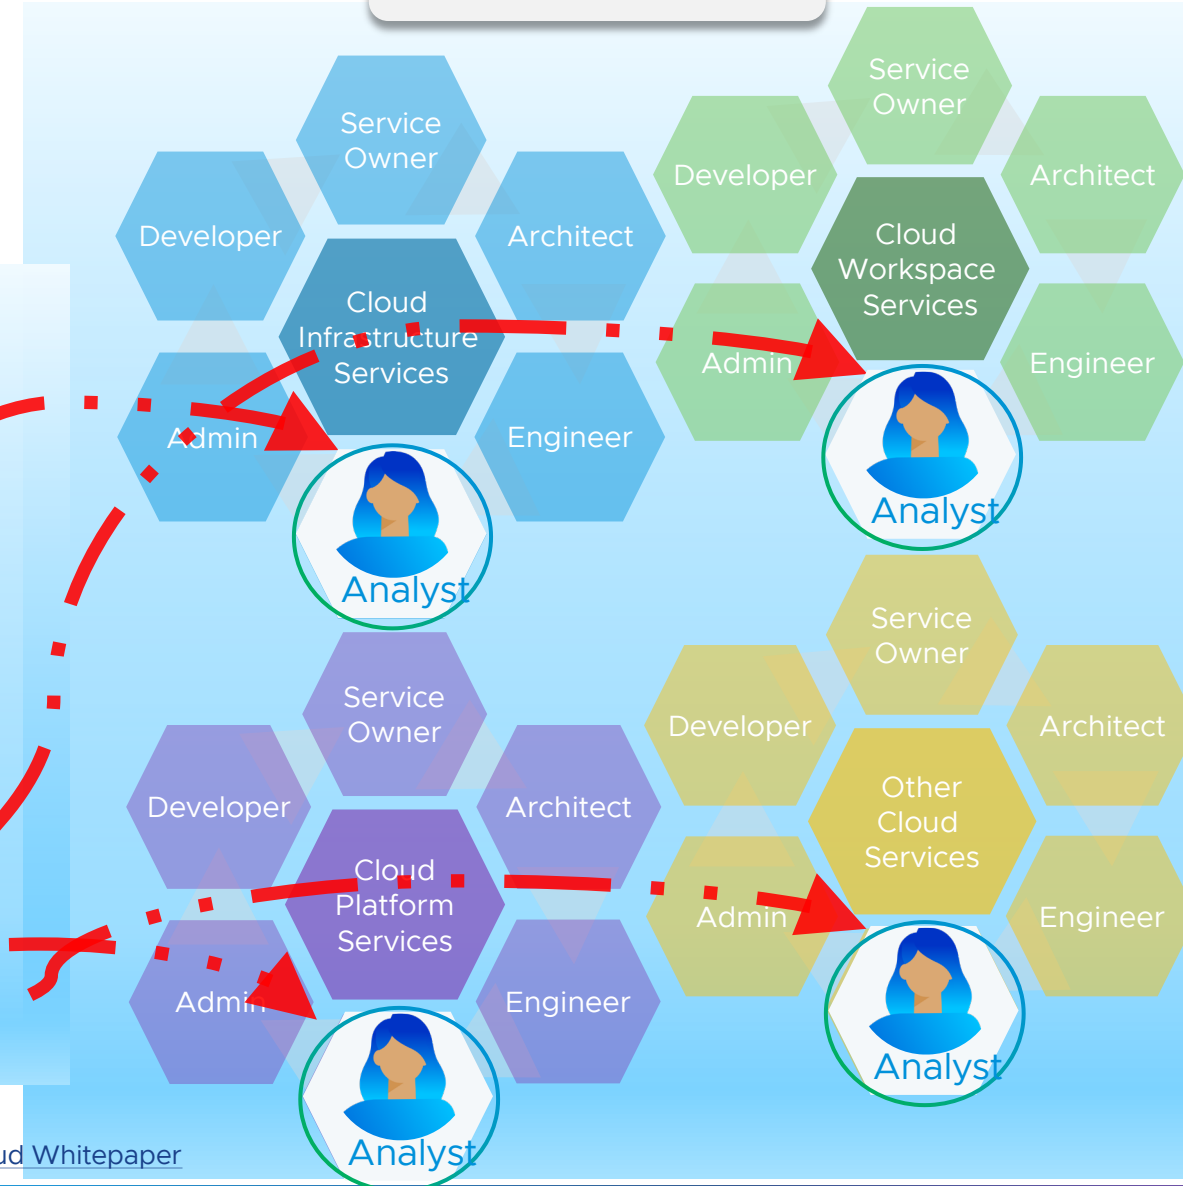 Service
Owner
Developer
Architect
Cloud
Infrastructure
Services
Admin
Engineer
Analyst
Service
Owner
Developer
Architect
Cloud
Workspace
Services
Admin
Engineer
Analyst
Service
Owner
Developer
Architect
Cloud
Platform
Services
Admin
Engineer
Analyst
Service
Owner
Developer
Architect
Other
Cloud
Services
Admin
Engineer
Analyst
ud Whitepaper